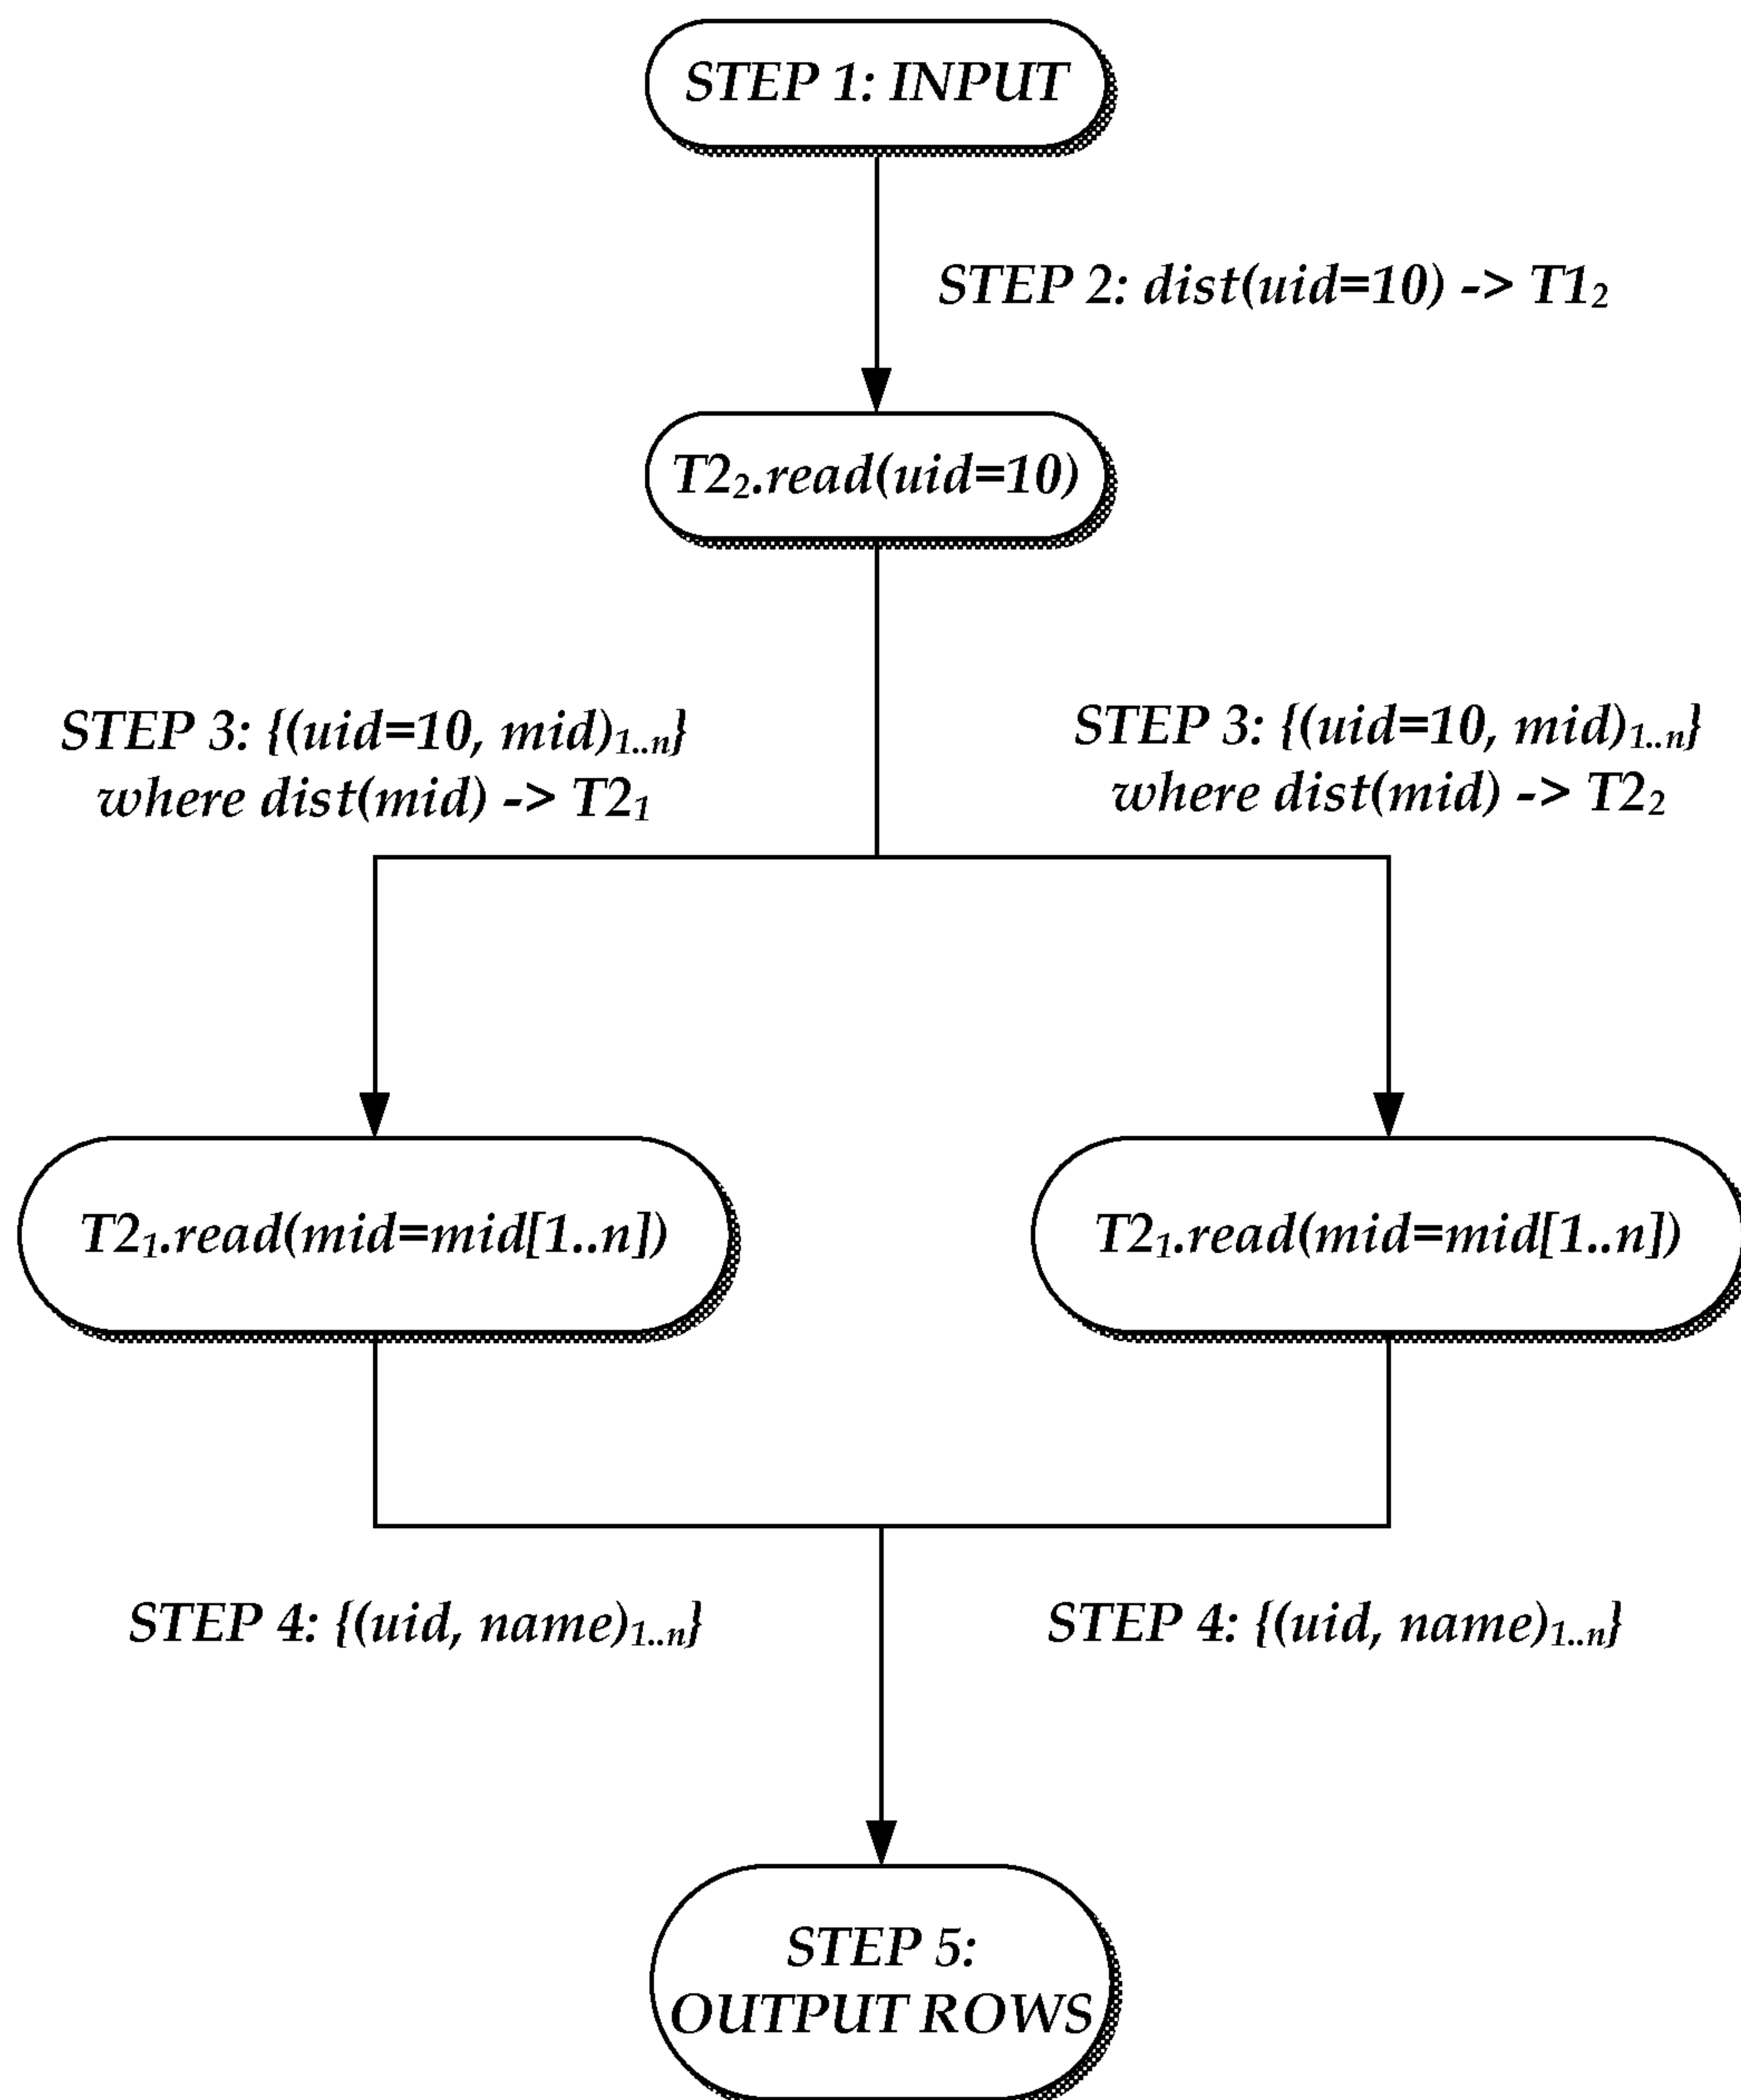 STEP 1: INPUT
STEP 2: dist(uid=10) -> T1₂
T2₂.read(uid=10)
STEP 3: {(uid=10, mid)₁..ₙ}
where dist(mid) -> T2₁
STEP 3: {(uid=10, mid)₁..ₙ}
where dist(mid) -> T2₂
T2₁.read(mid=mid[1..n])
T2₁.read(mid=mid[1..n])
STEP 4: {(uid, name)₁..ₙ}
STEP 4: {(uid, name)₁..ₙ}
STEP 5:
OUTPUT ROWS